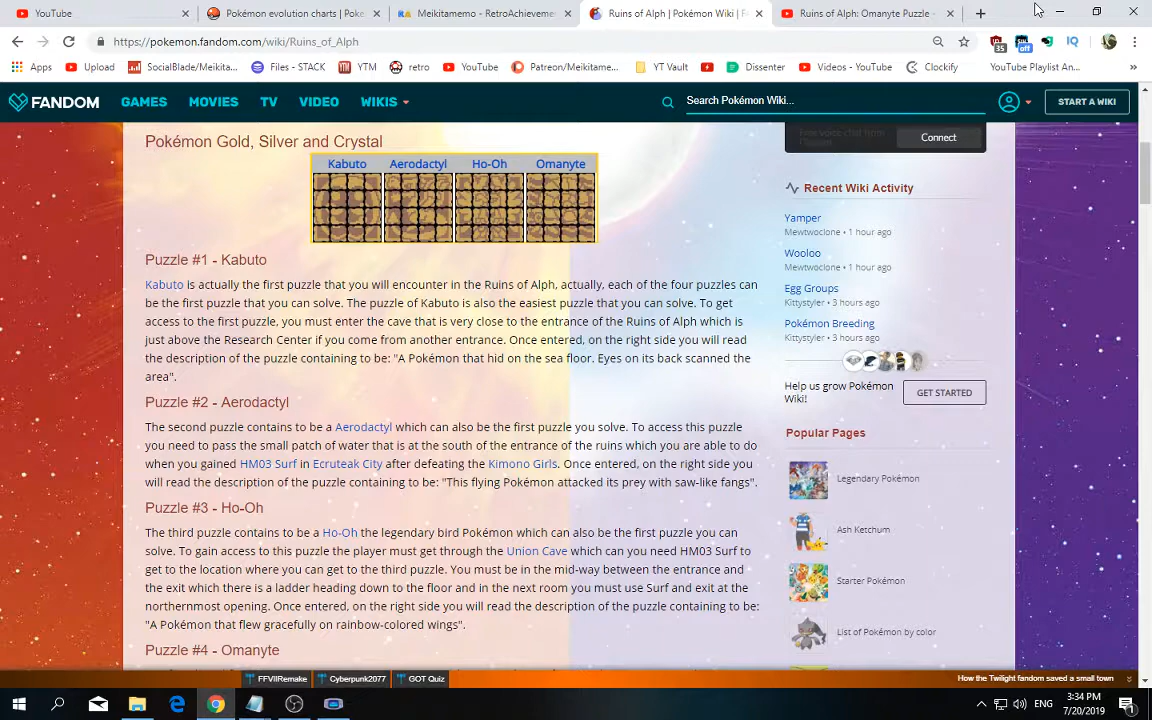 YouTube
Pokémon evolution charts | Poke
Meikitamemo - RetroAchieveme
Ruins of Alph | Pokémon Wiki | F
Ruins of Alph: Omanyte Puzzle -
https://pokemon.fandom.com/wiki/Ruins_of_Alph
35
off
IQ
Apps
Upload
SocialBlade/Meikita...
Files - STACK
YTM
retro
YouTube
Patreon/Meikitame...
YT Vault
Dissenter
Videos - YouTube
Clockify
YouTube Playlist An...
FANDOM
GAMES
MOVIES
TV
VIDEO
WIKIS
Search Pokémon Wiki...
START A WIKI
Pokémon Gold, Silver and Crystal
Kabuto Aerodactyl Ho-Oh Omanyte
Puzzle #1 - Kabuto
Kabuto is actually the first puzzle that you will encounter in the Ruins of Alph, actually, each of the four puzzles can
be the first puzzle that you can solve. The puzzle of Kabuto is also the easiest puzzle that you can solve. To get
access to the first puzzle, you must enter the cave that is very close to the entrance of the Ruins of Alph which is
just above the Research Center if you come from another entrance. Once entered, on the right side you will read
the description of the puzzle containing to be: "A Pokémon that hid on the sea floor. Eyes on its back scanned the
area".
Puzzle #2 - Aerodactyl
The second puzzle contains to be a Aerodactyl which can also be the first puzzle you solve. To access this puzzle
you need to pass the small patch of water that is at the south of the entrance of the ruins which you are able to do
when you gained HM03 Surf in Ecruteak City after defeating the Kimono Girls. Once entered, on the right side you
will read the description of the puzzle containing to be: "This flying Pokémon attacked its prey with saw-like fangs".
Puzzle #3 - Ho-Oh
The third puzzle contains to be a Ho-Oh the legendary bird Pokémon which can also be the first puzzle you can
solve. To gain access to this puzzle the player must get through the Union Cave which can you need HM03 Surf to
get to the location where you can get to the third puzzle. You must be in the mid-way between the entrance and
the exit which there is a ladder heading down to the floor and in the next room you must use Surf and exit at the
northernmost opening. Once entered, on the right side you will read the description of the puzzle containing to be:
"A Pokémon that flew gracefully on rainbow-colored wings".
Puzzle #4 - Omanyte
Free voice chat from
Connect
Recent Wiki Activity
Yamper
Mewtwoclone • 1 hour ago
Wooloo
Mewtwoclone • 1 hour ago
Egg Groups
Kittystyler • 3 hours ago
Pokémon Breeding
Kittystyler • 3 hours ago
Help us grow Pokémon
Wiki!
GET STARTED
Popular Pages
Legendary Pokémon
Ash Ketchum
Starter Pokémon
List of Pokémon by color
FFVIIRemake
Cyberpunk2077
GOT Quiz
How the Twilight fandom saved a small town
ENG
3:34 PM
7/20/2019
1